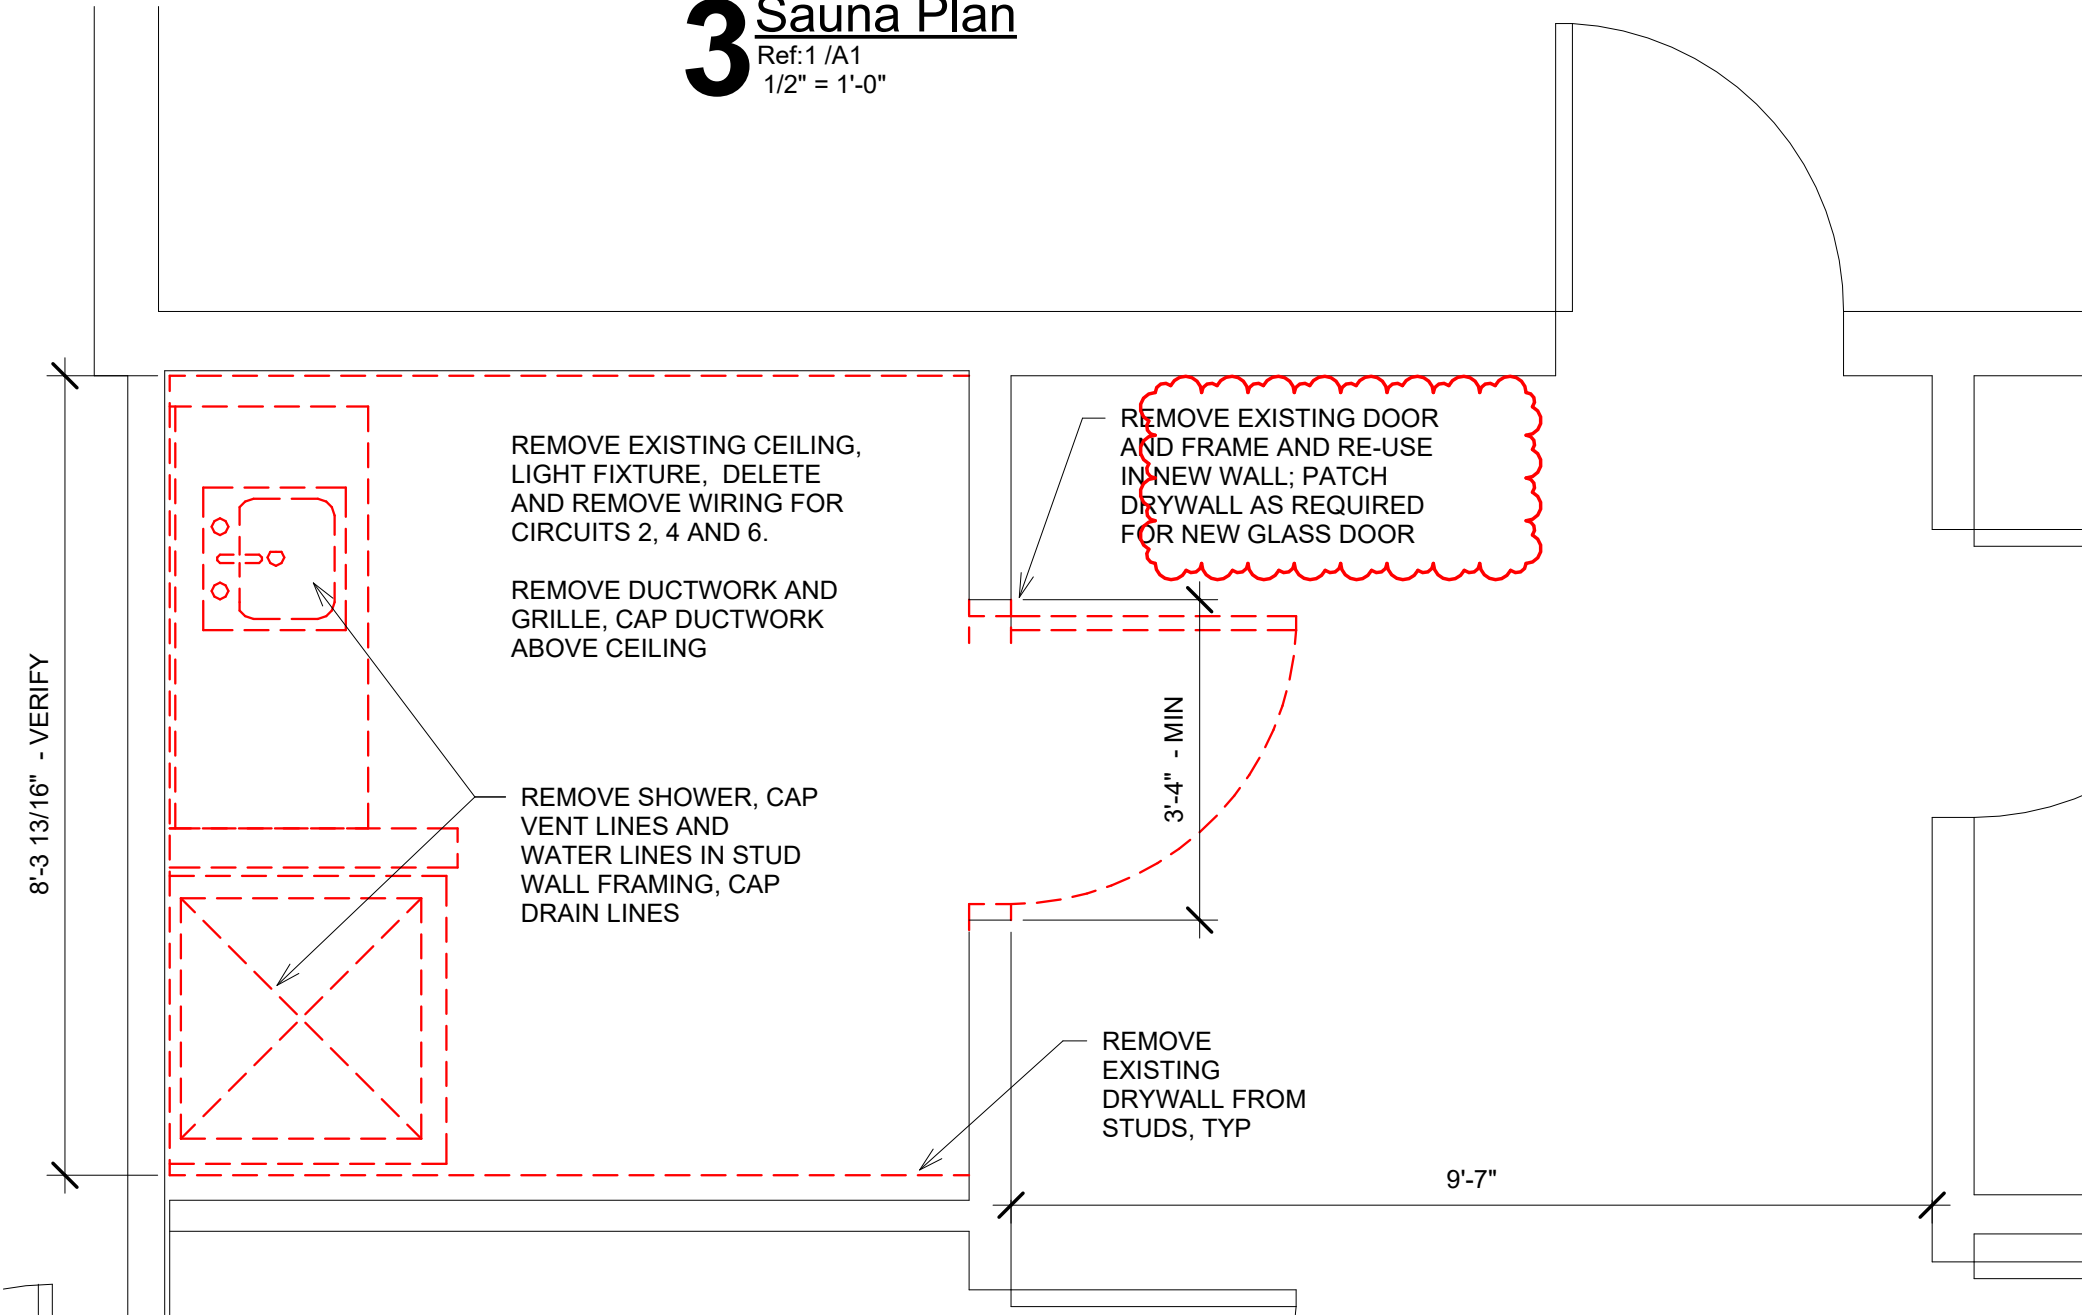 3 Sauna Plan
Ref:1 /A1
1/2" = 1'-0"
REMOVE EXISTING CEILING,
LIGHT FIXTURE, DELETE
AND REMOVE WIRING FOR
CIRCUITS 2, 4 AND 6.
REMOVE DUCTWORK AND
GRILLE, CAP DUCTWORK
ABOVE CEILING
REMOVE EXISTING DOOR
AND FRAME AND RE-USE
IN NEW WALL; PATCH
DRYWALL AS REQUIRED
FOR NEW GLASS DOOR
8'-3 13/16" - VERIFY
3'-4" - MIN
REMOVE SHOWER, CAP
VENT LINES AND
WATER LINES IN STUD
WALL FRAMING, CAP
DRAIN LINES
REMOVE
EXISTING
DRYWALL FROM
STUDS, TYP
9'-7"